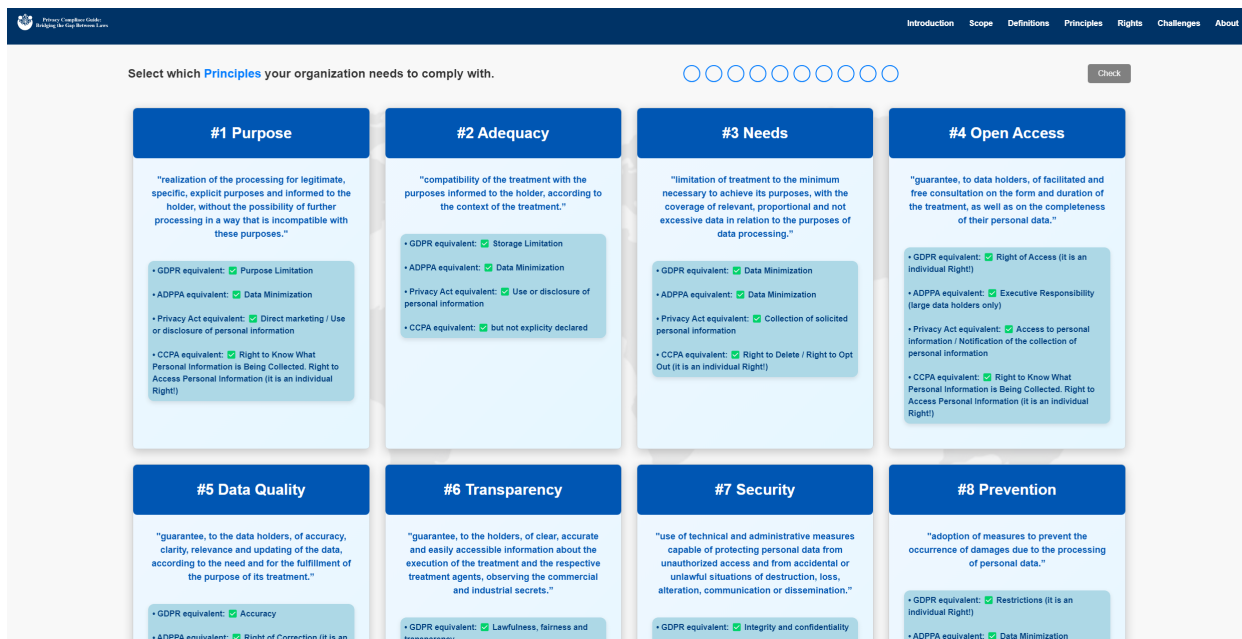 Privacy Complince Guide:
Bridging the Gap Between Laws
Introduction Scope Definitions Principles Rights Challenges About
Select which Principles your organization needs to comply with.
Check
#1 Purpose
"realization of the processing for legitimate,
specific, explicit purposes and informed to the
holder, without the possibility of further
processing in a way that is incompatible with
these purposes."
• GDPR equivalent: ✅ Purpose Limitation
• ADPPA equivalent: ✅ Data Minimization
• Privacy Act equivalent: ✅ Direct marketing / Use
or disclosure of personal information
• CCPA equivalent: ✅ Right to Know What
Personal Information is Being Collected. Right to
Access Personal Information (it is an individual
Right!)
#2 Adequacy
"compatibility of the treatment with the
purposes informed to the holder, according to
the context of the treatment."
• GDPR equivalent: ✅ Storage Limitation
• ADPPA equivalent: ✅ Data Minimization
• Privacy Act equivalent: ✅ Use or disclosure of
personal information
• CCPA equivalent: ✅ but not explicity declared
#3 Needs
"limitation of treatment to the minimum
necessary to achieve its purposes, with the
coverage of relevant, proportional and not
excessive data in relation to the purposes of
data processing."
• GDPR equivalent: ✅ Data Minimization
• ADPPA equivalent: ✅ Data Minimization
• Privacy Act equivalent: ✅ Collection of solicited
personal information
• CCPA equivalent: ✅ Right to Delete / Right to Opt
Out (it is an individual Right!)
#4 Open Access
"guarantee, to data holders, of facilitated and
free consultation on the form and duration of
the treatment, as well as on the completeness
of their personal data."
• GDPR equivalent: ✅ Right of Access (it is an
individual Right!)
• ADPPA equivalent: ✅ Executive Responsibility
(large data holders only)
• Privacy Act equivalent: ✅ Access to personal
information / Notification of the collection of
personal information
• CCPA equivalent: ✅ Right to Know What
Personal Information is Being Collected. Right to
Access Personal Information (it is an individual
Right!)
#5 Data Quality
"guarantee, to the data holders, of accuracy,
clarity, relevance and updating of the data,
according to the need and for the fulfillment of
the purpose of its treatment."
• GDPR equivalent: ✅ Accuracy
• ADPPA equivalent: ✅ Right of Correction (it is an
#6 Transparency
"guarantee, to the holders, of clear, accurate
and easily accessible information about the
execution of the treatment and the respective
treatment agents, observing the commercial
and industrial secrets."
• GDPR equivalent: ✅ Lawfulness, fairness and
transparency
#7 Security
"use of technical and administrative measures
capable of protecting personal data from
unauthorized access and from accidental or
unlawful situations of destruction, loss,
alteration, communication or dissemination."
• GDPR equivalent: ✅ Integrity and confidentiality
#8 Prevention
"adoption of measures to prevent the
occurrence of damages due to the processing
of personal data."
• GDPR equivalent: ✅ Restrictions (it is an
individual Right!)
• ADPPA equivalent: ✅ Data Minimization